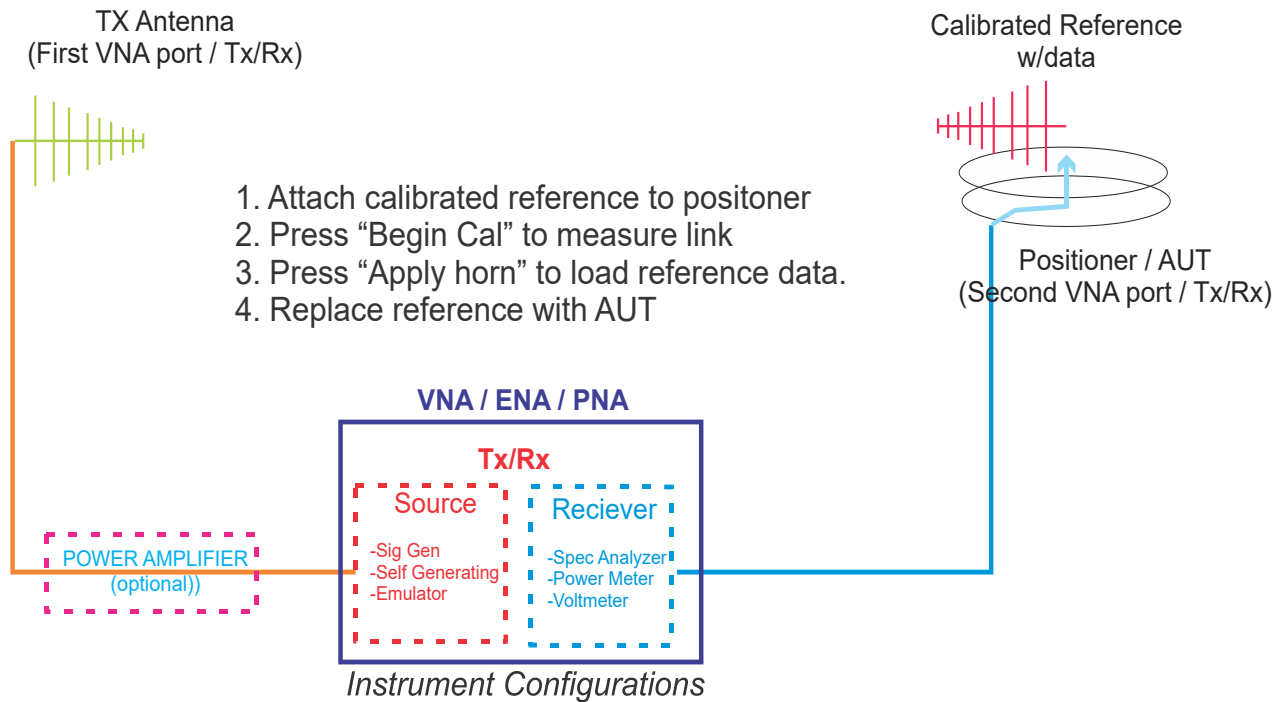 TX Antenna
(First VNA port / Tx/Rx)
Calibrated Reference
w/data
1. Attach calibrated reference to positoner
2. Press “Begin Cal” to measure link
3. Press “Apply horn” to load reference data.
4. Replace reference with AUT
Positioner / AUT
(Second VNA port / Tx/Rx)
VNA / ENA / PNA
Tx/Rx
Source
-Sig Gen
-Self Generating
-Emulator
Reciever
-Spec Analyzer
-Power Meter
-Voltmeter
POWER AMPLIFIER
(optional))
Instrument Configurations